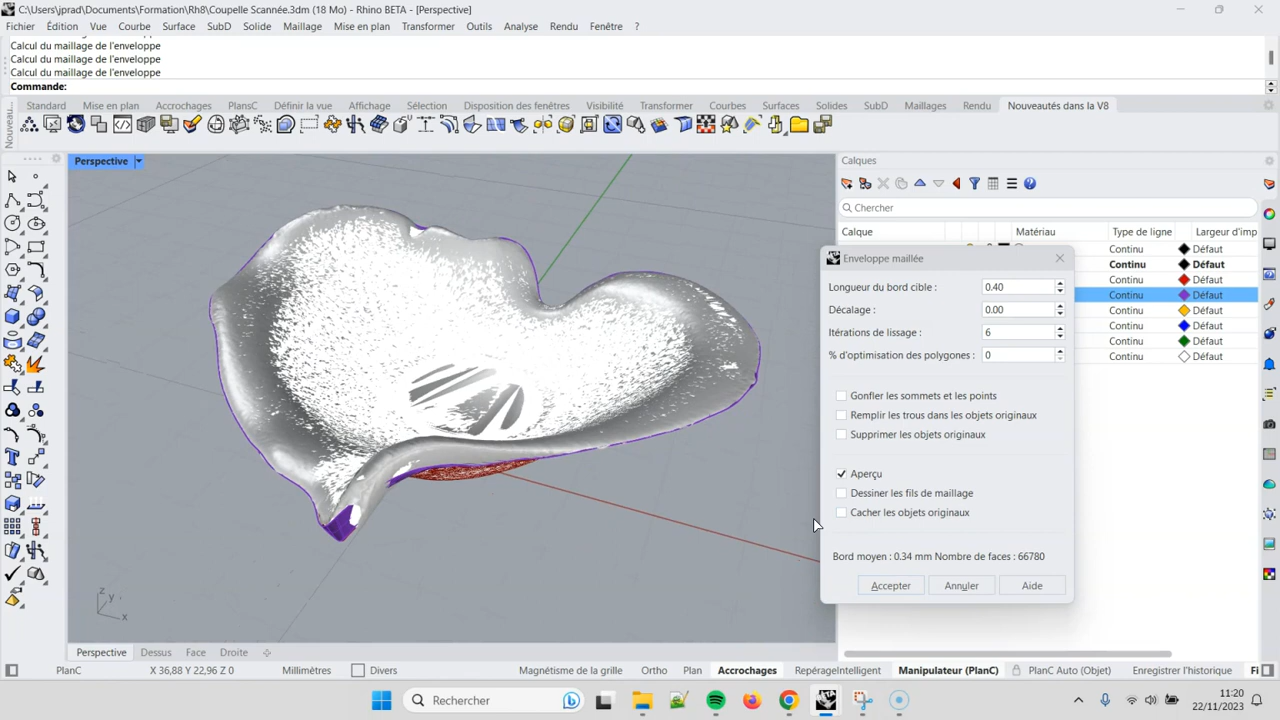 C:\Users\jprad\Documents\Formation\Rh8\Coupelle Scannée.3dm (18 Mo) - Rhino BETA - [Perspective]
Fichier Édition Vue Courbe Surface SubD Solide Maillage Mise en plan Transformer Outils Analyse Rendu Fenêtre ?
Calcul du maillage de l'enveloppe
Calcul du maillage de l'enveloppe
Calcul du maillage de l'enveloppe
Commande:
Standard Mise en plan Accrochages PlansC Définir la vue Affichage Sélection Disposition des fenêtres Visibilité Transformer Courbes Surfaces Solides SubD Maillages Rendu Nouveautés dans la V8
Nouveau...
Perspective
Calques
Chercher
Calque Matériau Type de ligne Largeur d'imp
Continu Défaut
Continu Défaut
Continu Défaut
Continu Défaut
Continu Défaut
Continu Défaut
Continu Défaut
Continu Défaut
Enveloppe maillée
Longueur du bord cible : 0.40
Décalage : 0.00
Itérations de lissage : 6
% d'optimisation des polygones : 0
Gonfler les sommets et les points
Remplir les trous dans les objets originaux
Supprimer les objets originaux
Aperçu
Dessiner les fils de maillage
Cacher les objets originaux
Bord moyen : 0.34 mm Nombre de faces : 66780
Accepter Annuler Aide
z y x
Perspective Dessus Face Droite
PlanC X 36,88 Y 22,96 Z 0 Millimètres Divers Magnétisme de la grille Ortho Plan Accrochages RepérageIntelligent Manipulateur (PlanC) PlanC Auto (Objet) Enregistrer l'historique Fi
Rechercher
11:20
22/11/2023